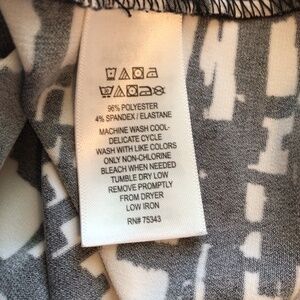 96% POLYESTER
4% SPANDEX / ELASTANE
MACHINE WASH COOL-
DELICATE CYCLE
WASH WITH LIKE COLORS
ONLY NON-CHLORINE
BLEACH WHEN NEEDED
TUMBLE DRY LOW
REMOVE PROMPTLY
FROM DRYER
LOW IRON
RN# 75343